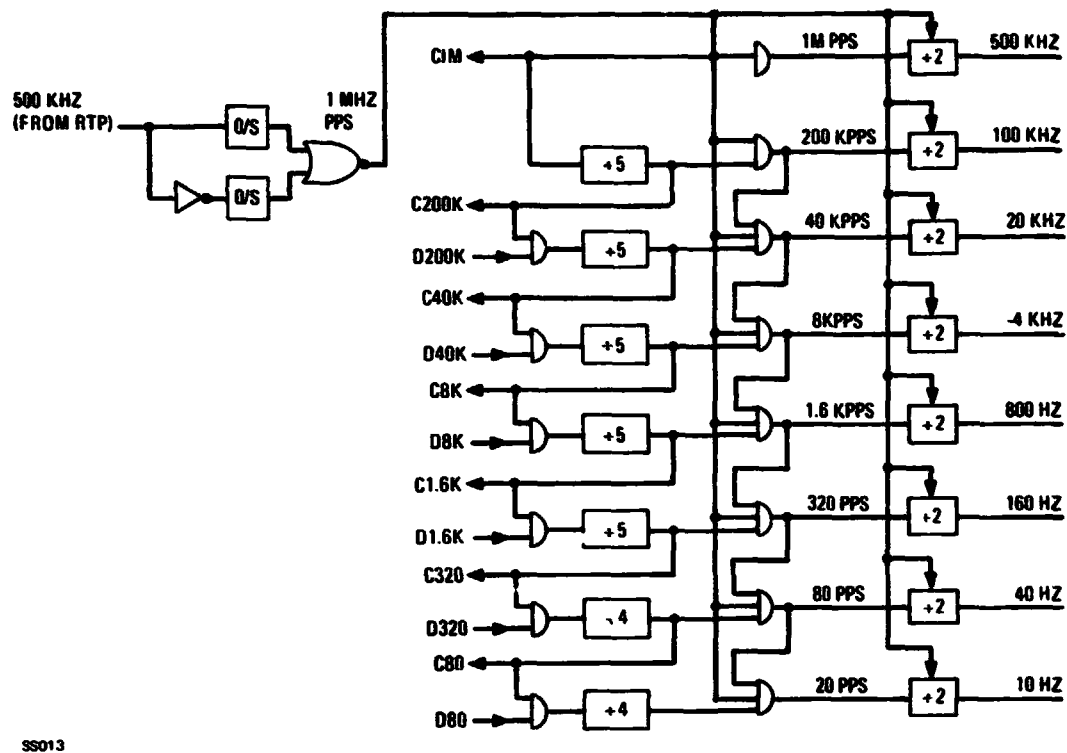 1M PPS
500 KHZ
C1M
÷2
500 KHZ
(FROM RTP)
1 MHZ
PPS
O/S
O/S
200 KPPS
100 KHZ
÷5
÷2
C200K
D200K
÷5
40 KPPS
20 KHZ
÷2
C40K
D40K
÷5
8KPPS
-4 KHZ
÷2
C8K
D8K
÷5
1.6 KPPS
800 HZ
÷2
C1.6K
D1.6K
÷5
320 PPS
160 HZ
÷2
C320
D320
4
80 PPS
40 HZ
÷2
C80
D80
÷4
20 PPS
10 HZ
÷2
SS013